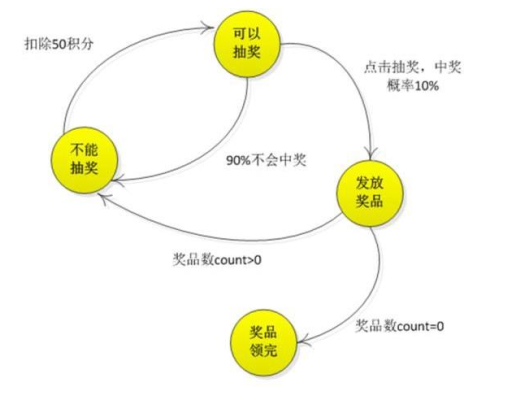 可以
抽奖
扣除50积分
点击抽奖，中奖
概率10%
不能
抽奖
90%不会中奖
发放
奖品
奖品数count>0
奖品
领完
奖品数count=0